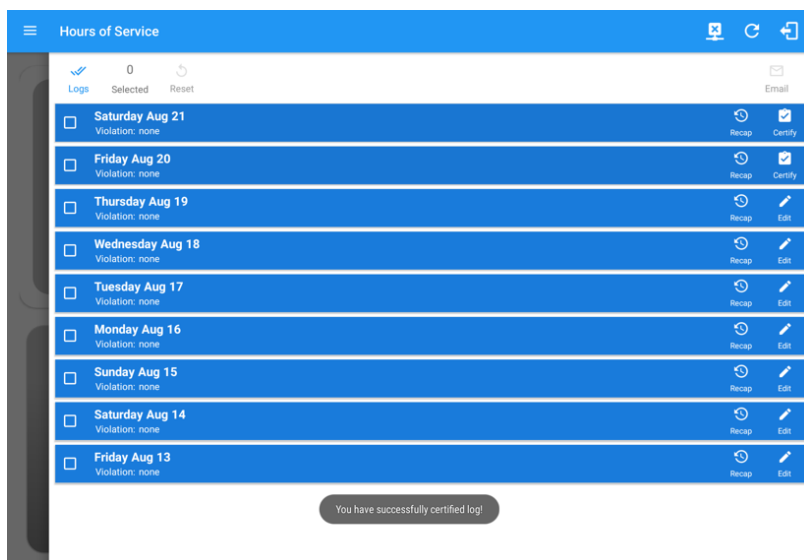 Hours of Service
Logs
0
Selected
Reset
Email
Saturday Aug 21
Violation: none
Recap
Certify
Friday Aug 20
Violation: none
Recap
Certify
Thursday Aug 19
Violation: none
Recap
Edit
Wednesday Aug 18
Violation: none
Recap
Edit
Tuesday Aug 17
Violation: none
Recap
Edit
Monday Aug 16
Violation: none
Recap
Edit
Sunday Aug 15
Violation: none
Recap
Edit
Saturday Aug 14
Violation: none
Recap
Edit
Friday Aug 13
Violation: none
Recap
Edit
You have successfully certified log!